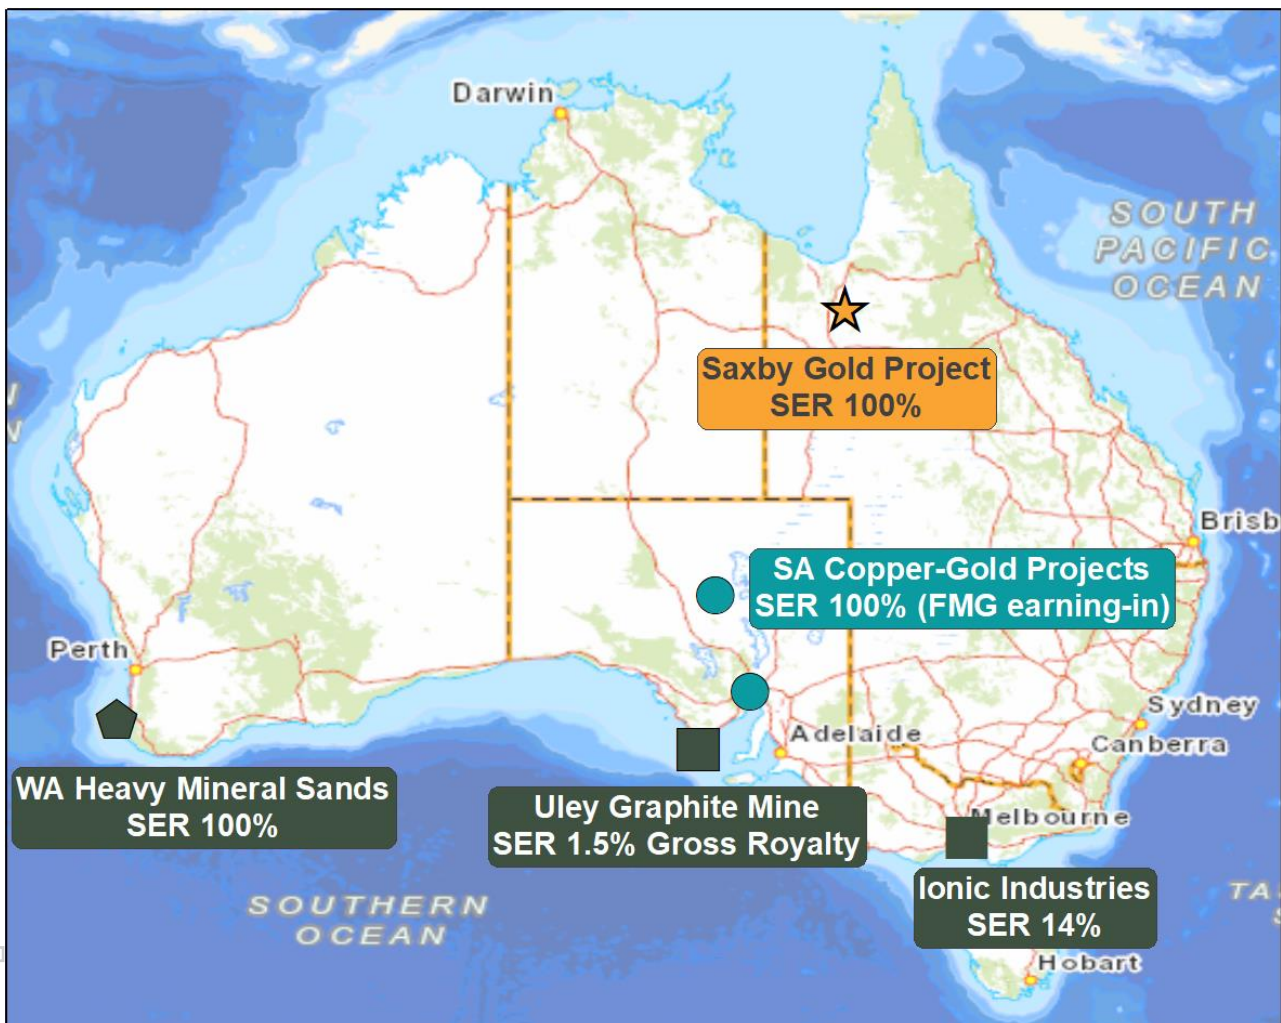 Darwin
SOUTH
PACIFIC
OCEAN
Saxby Gold Project
SER 100%
Brisb
SA Copper-Gold Projects
SER 100% (FMG earning-in)
Perth
Sydney
Adelaide
Canberra
WA Heavy Mineral Sands
SER 100%
Uley Graphite Mine
SER 1.5% Gross Royalty
Melbourne
Ionic Industries
SER 14%
SOUTHERN
OCEAN
TA
Hobart